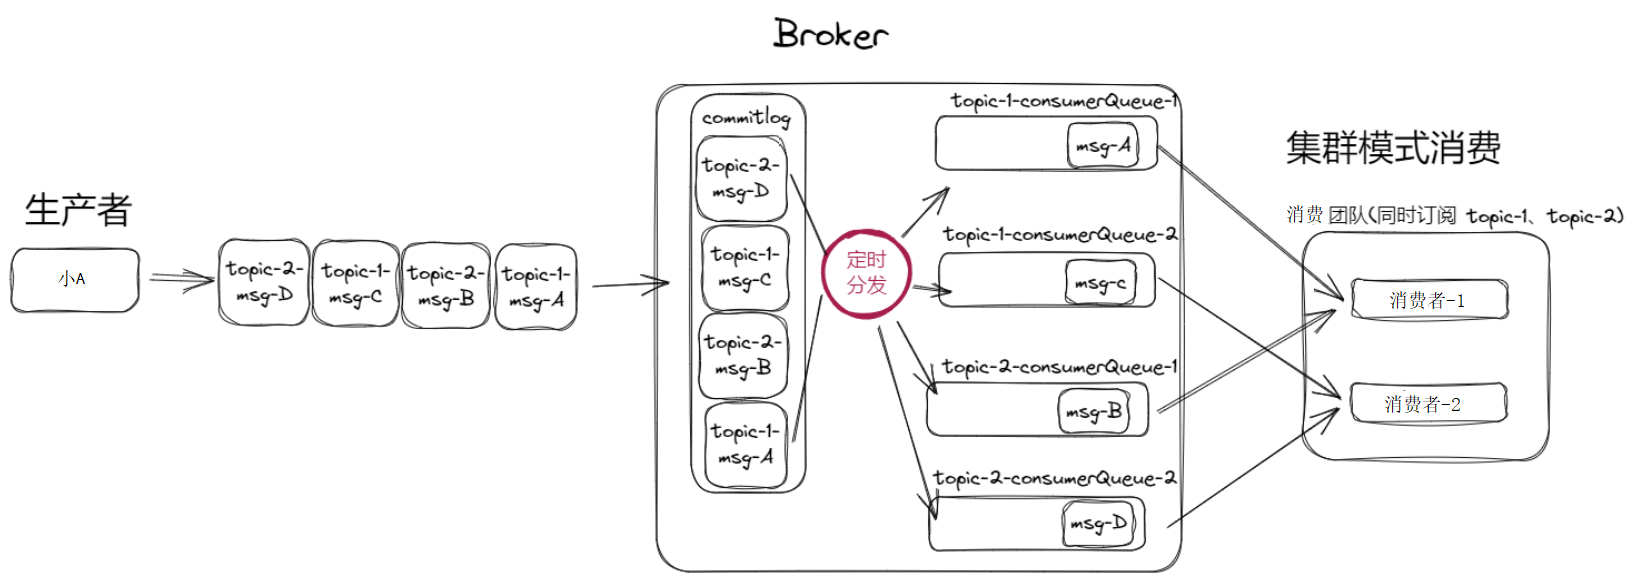 Broker
生产者
小A
topic-2-
msg-D
topic-1-
msg-C
topic-2-
msg-B
topic-1-
msg-A
commitlog
topic-2-
msg-D
topic-1-
msg-C
topic-2-
msg-B
topic-1-
msg-A
定时
分发
topic-1-consumerQueue-1
msg-A
topic-1-consumerQueue-2
msg-c
topic-2-consumerQueue-1
msg-B
topic-2-consumerQueue-2
msg-D
集群模式消费
消费 团队(同时订阅 topic-1、topic-2)
消费者-1
消费者-2